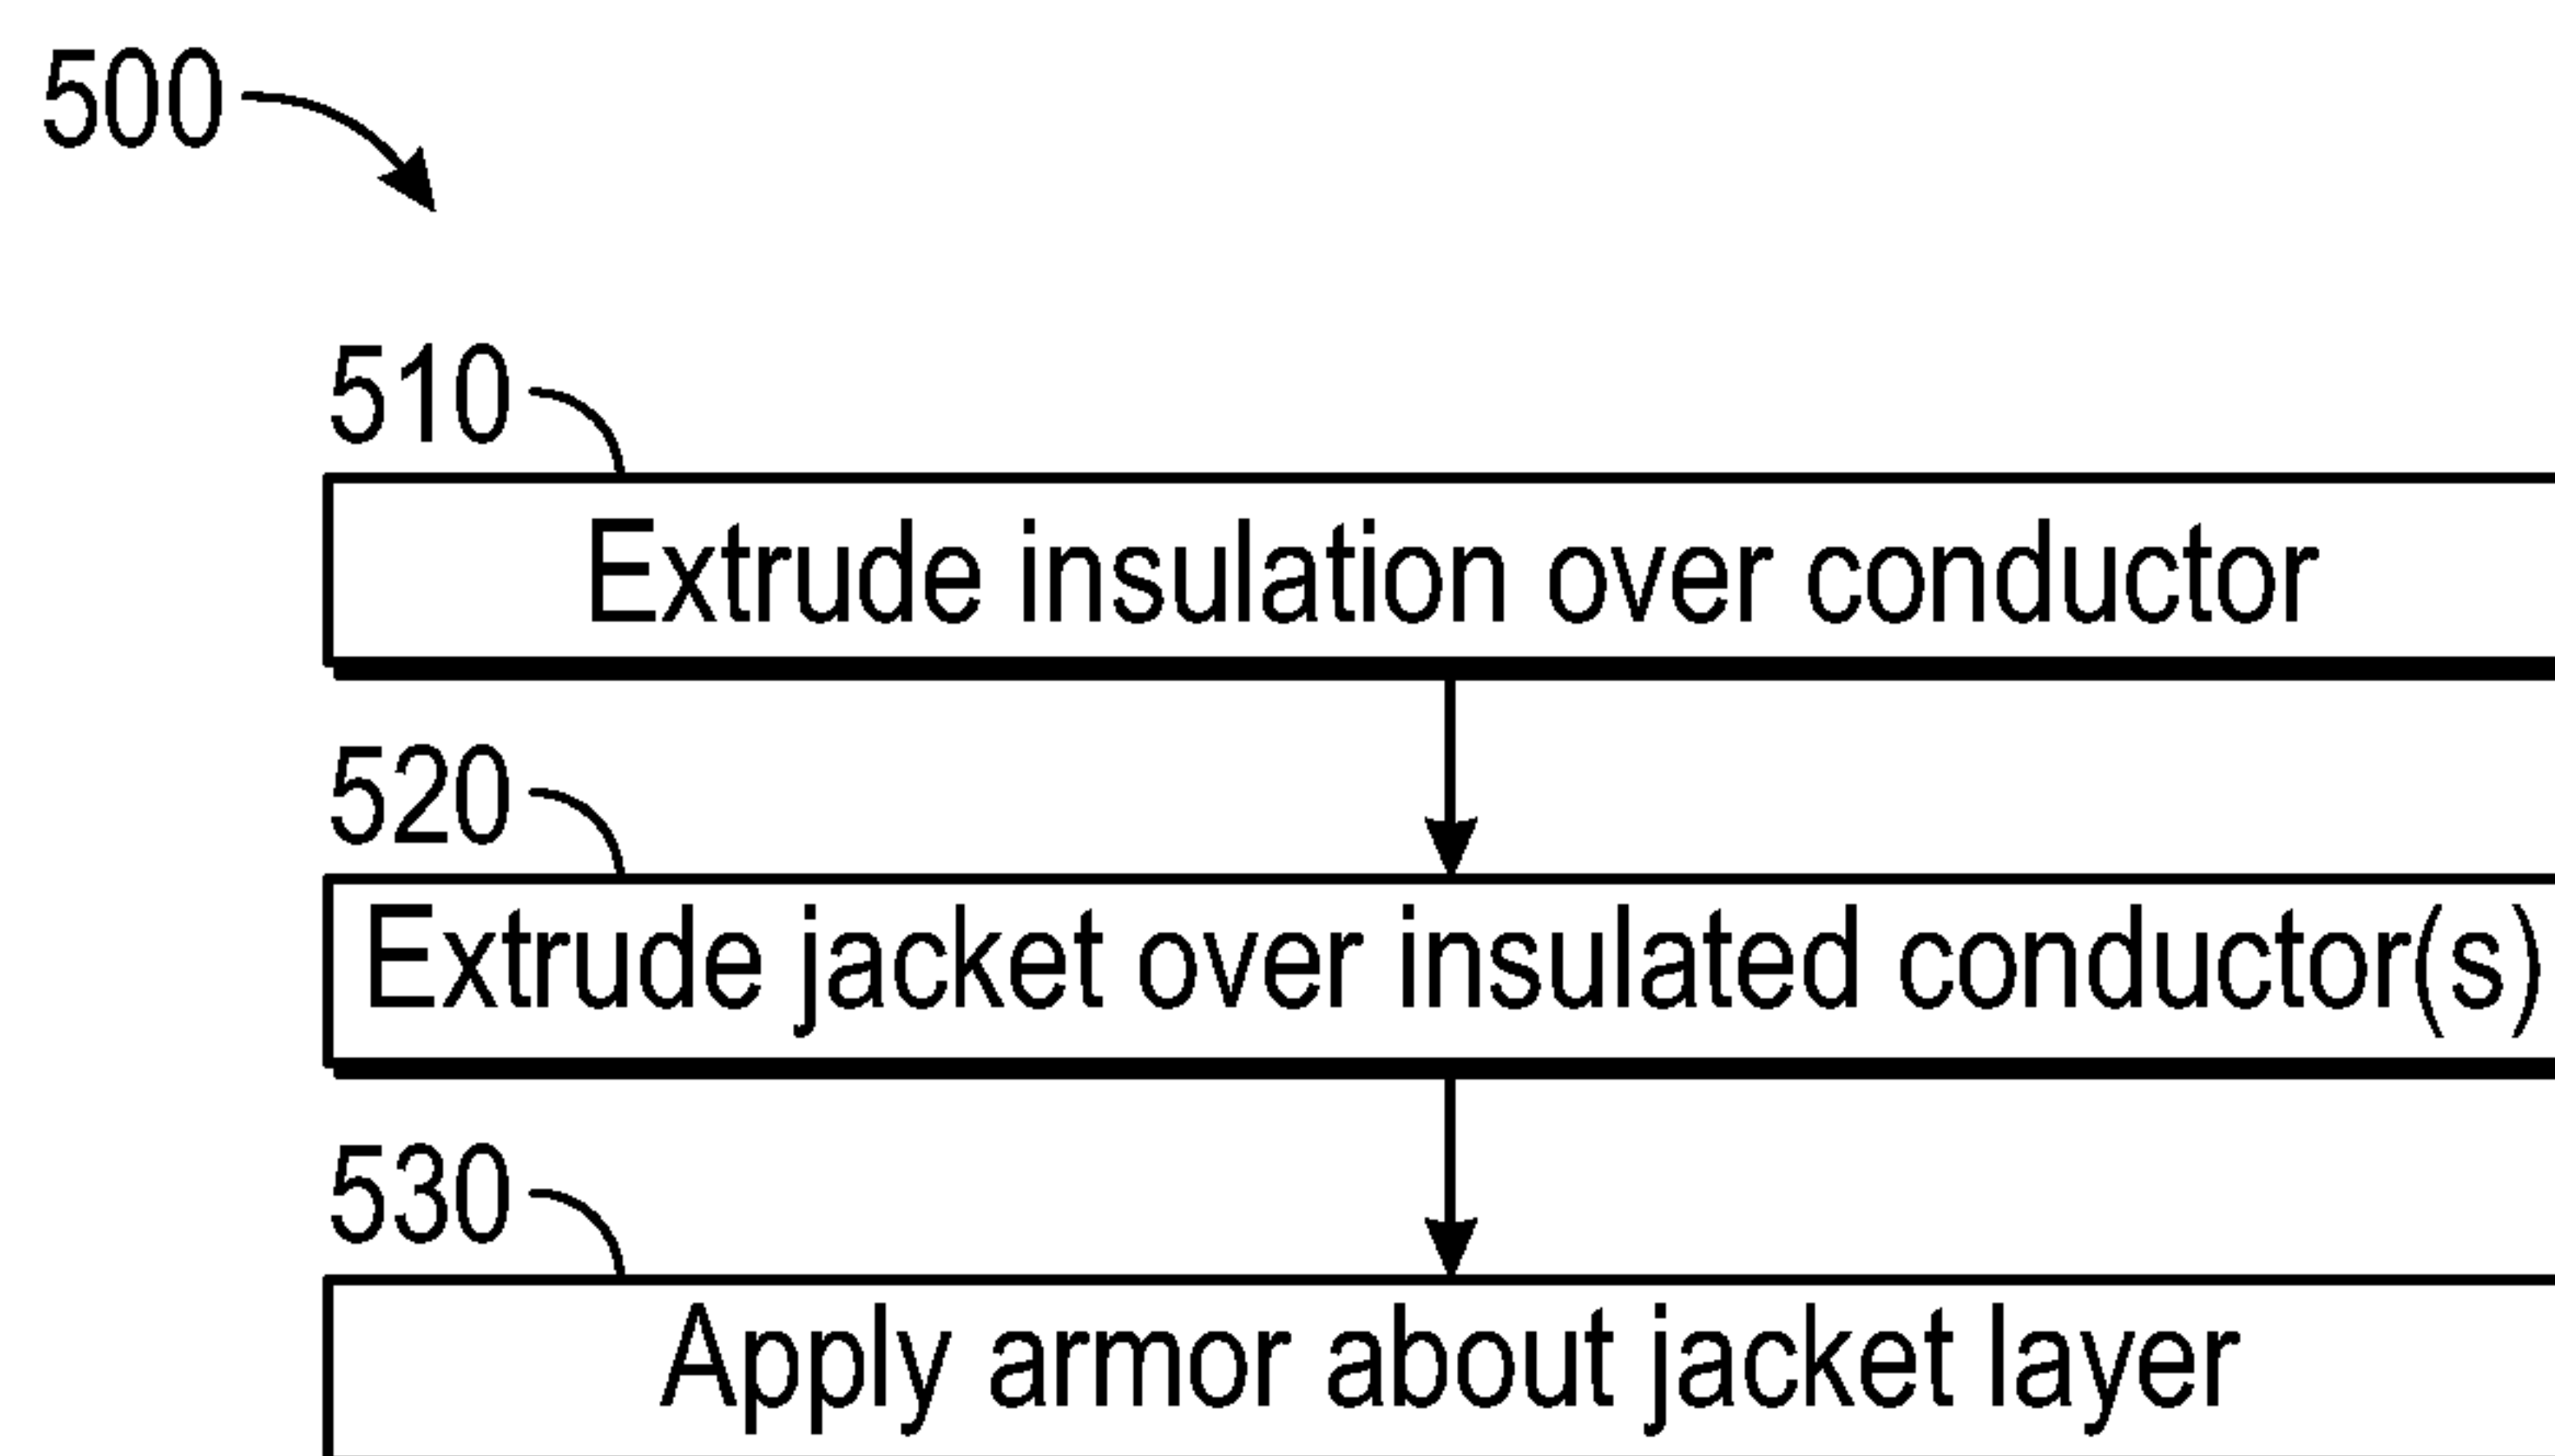 500
510
Extrude insulation over conductor
520
Extrude jacket over insulated conductor(s)
530
Apply armor about jacket layer